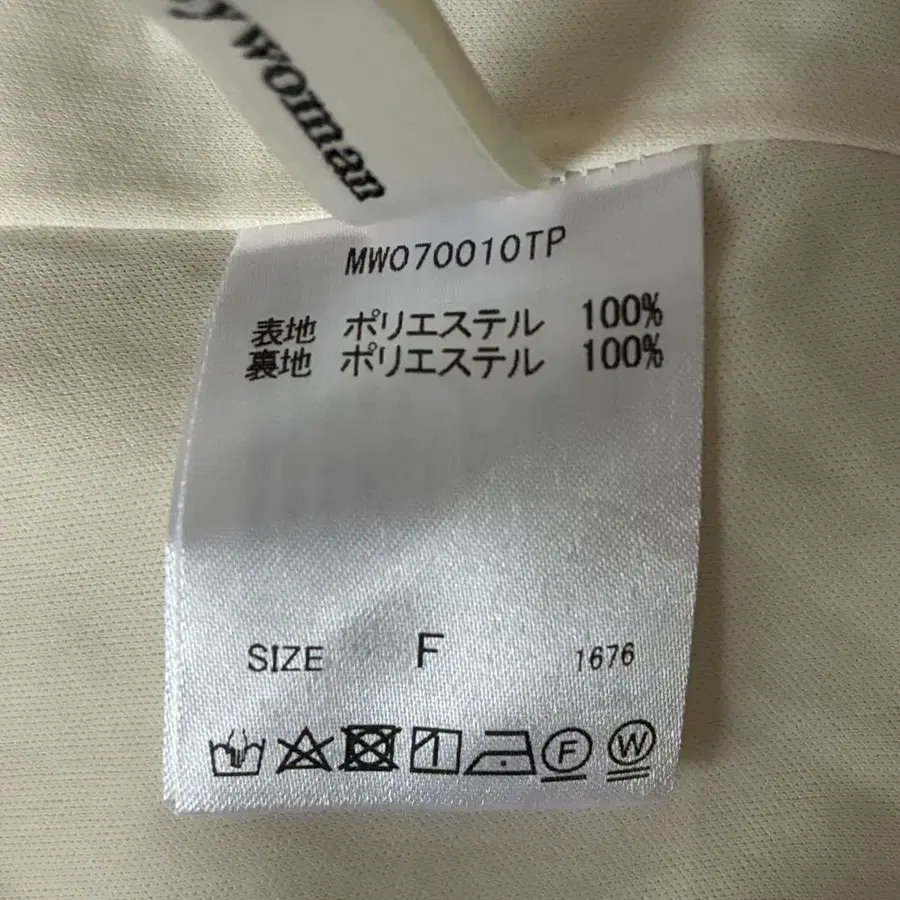 woman
MW070010TP
表地 ポリエステル 100%
裏地 ポリエステル 100%
SIZE F 1676
F W